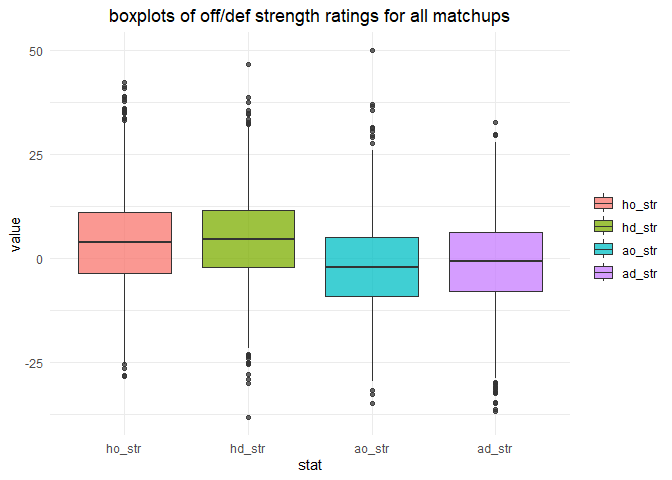 boxplots of off/def strength ratings for all matchups
value
50
25
0
-25
ho_str
hd_str
ao_str
ad_str
stat
ho_str
hd_str
ao_str
ad_str